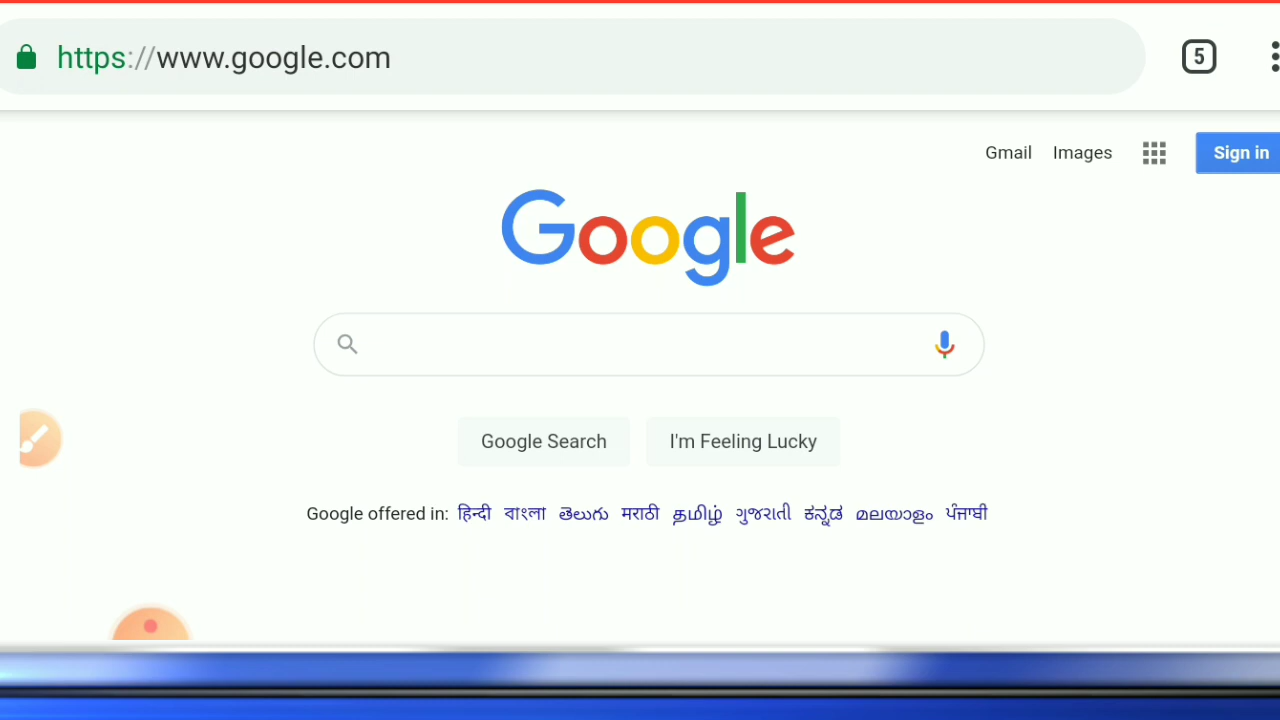 https://www.google.com
5
Gmail Images Sign in
Google
Google Search I'm Feeling Lucky
Google offered in: हिन्दी বাংলা తెలుగు मराठी தமிழ் ગુજરાતી ಕನ್ನಡ മലയാളം ਪੰਜਾਬੀ